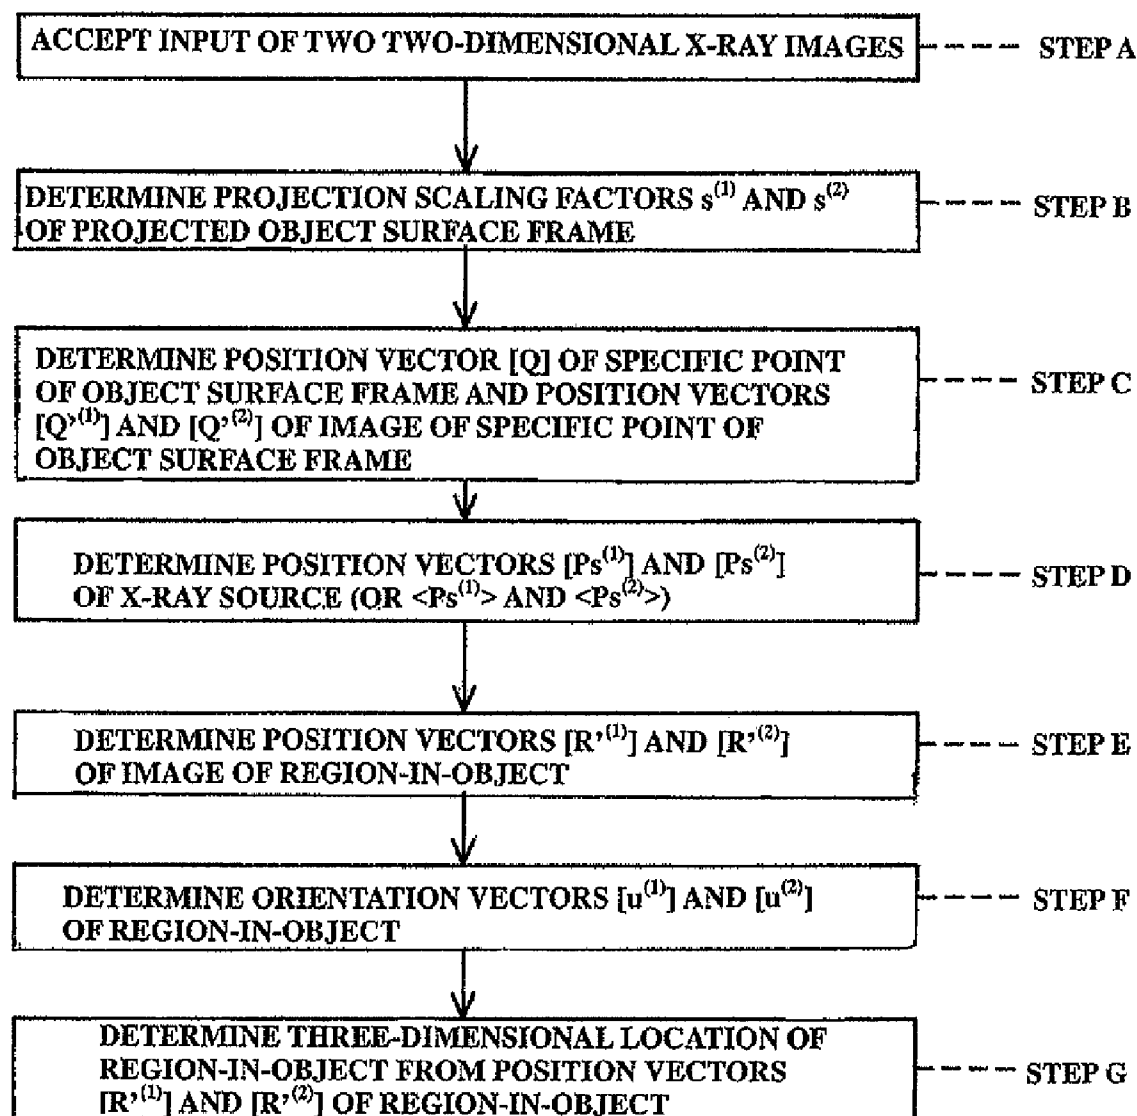 ACCEPT INPUT OF TWO TWO-DIMENSIONAL X-RAY IMAGES
STEP A
DETERMINE PROJECTION SCALING FACTORS s⁽¹⁾ AND s⁽²⁾
OF PROJECTED OBJECT SURFACE FRAME
STEP B
DETERMINE POSITION VECTOR [Q] OF SPECIFIC POINT
OF OBJECT SURFACE FRAME AND POSITION VECTORS
[Q'⁽¹⁾] AND [Q'⁽²⁾] OF IMAGE OF SPECIFIC POINT OF
OBJECT SURFACE FRAME
STEP C
DETERMINE POSITION VECTORS [Ps⁽¹⁾] AND [Ps⁽²⁾]
OF X-RAY SOURCE (OR <Ps⁽¹⁾> AND <Ps⁽²⁾>)
STEP D
DETERMINE POSITION VECTORS [R'⁽¹⁾] AND [R'⁽²⁾]
OF IMAGE OF REGION-IN-OBJECT
STEP E
DETERMINE ORIENTATION VECTORS [u⁽¹⁾] AND [u⁽²⁾]
OF REGION-IN-OBJECT
STEP F
DETERMINE THREE-DIMENSIONAL LOCATION OF
REGION-IN-OBJECT FROM POSITION VECTORS
[R'⁽¹⁾] AND [R'⁽²⁾] OF REGION-IN-OBJECT
STEP G